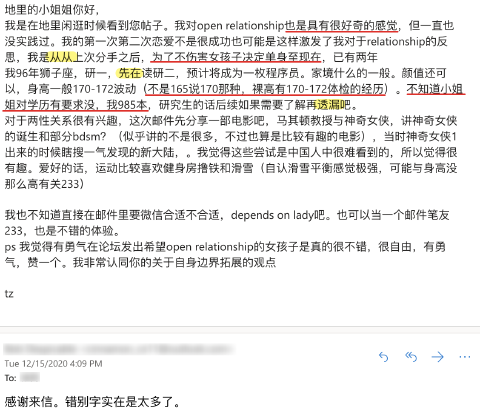 地里的小姐姐你好,
我是在地里闲逛时候看到您帖子。我对open relationship也是具有很好奇的感觉，但一直也
没实践过。我的第一次第二次恋爱不是很成功也可能是这样激发了我对于relationship的反
思，我是从从上次分手之后，为了不伤害女孩子决定单身至现在，已有两年
我96年狮子座，研一，先在读研二，预计将成为一枚程序员。家境什么的一般。颜值还可
以，身高一般170-172波动（不是165说170那种，裸高有170-172体检的经历）。不知道小姐
姐对学历有要求没，我985本，研究生的话后续如果需要了解再透漏吧。
对于两性关系很有兴趣，这次邮件先分享一部电影吧，马其顿教授与神奇女侠，讲神奇女侠
的诞生和部分bdsm？（似乎讲的不是很多，不过也算是比较有趣的电影），当时神奇女侠1
出来的时候瞎搜一气发现的新大陆，。我觉得这些尝试是中国人中很难看到的，所以觉得很
有趣。爱好的话，运动比较喜欢健身房撸铁和滑雪（自认滑雪平衡感觉极强，可能与身高没
那么高有关233）
我也不知道直接在邮件里要微信合适不合适，depends on lady吧。也可以当一个邮件笔友
233，也是不错的体验。
ps 我觉得有勇气在论坛发出希望open relationship的女孩子是真的很不错，很自由，有勇
气，赞一个。我非常认同你的关于自身边界拓展的观点
tz
Tue 12/15/2020 4:09 PM
To:
感谢来信。错别字实在是太多了。